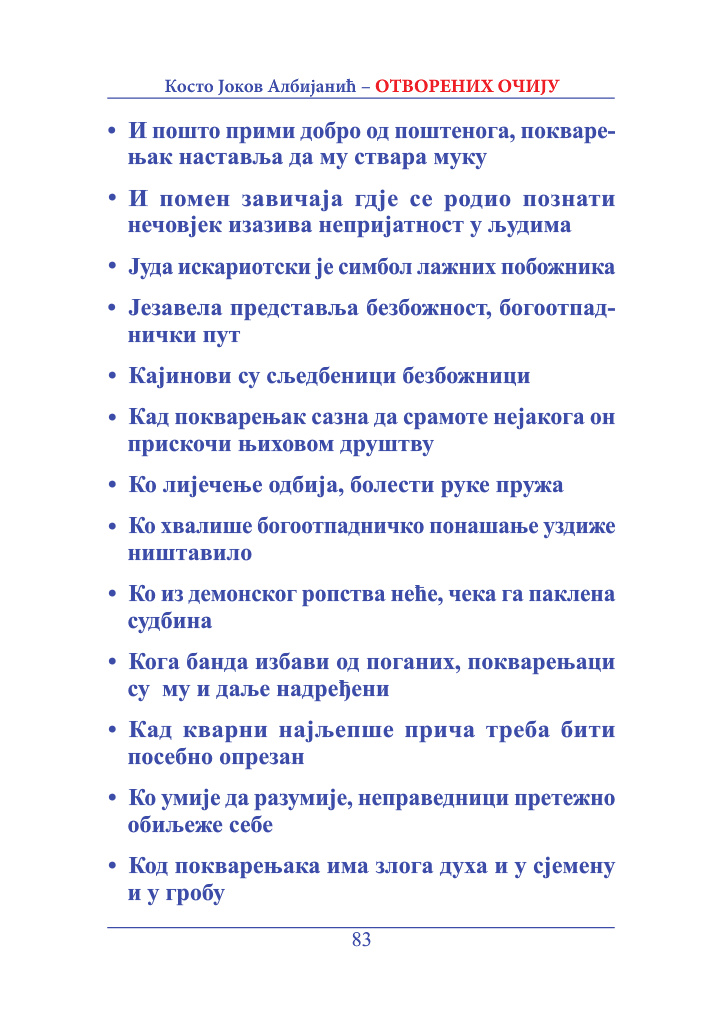 Косто Јоков Албијанић – ОТВОРЕНИХ ОЧИЈУ
• И пошто прими добро од поштенога, покваре-
њак наставља да му ствара муку
• И помен завичаја гдје се родио познати
нечовјек изазива непријатност у људима
• Јуда искариотски је симбол лажних побожника
• Језавела представља безбожност, богоотпад-
нички пут
• Кајинови су сљедбеници безбожници
• Кад покварењак сазна да срамоте нејакога он
прискочи њиховом друштву
• Ко лијечење одбија, болести руке пружа
• Ко хвалише богоотпадничко понашање уздиже
ништавило
• Ко из демонског ропства неће, чека га паклена
судбина
• Кога банда избави од поганих, покварењаци
су  му и даље надређени
• Кад кварни најљепше прича треба бити
посебно опрезан
• Ко умије да разумије, неправедници претежно
обиљеже себе
• Код покварењака има злога духа и у сјемену
и у гробу
83